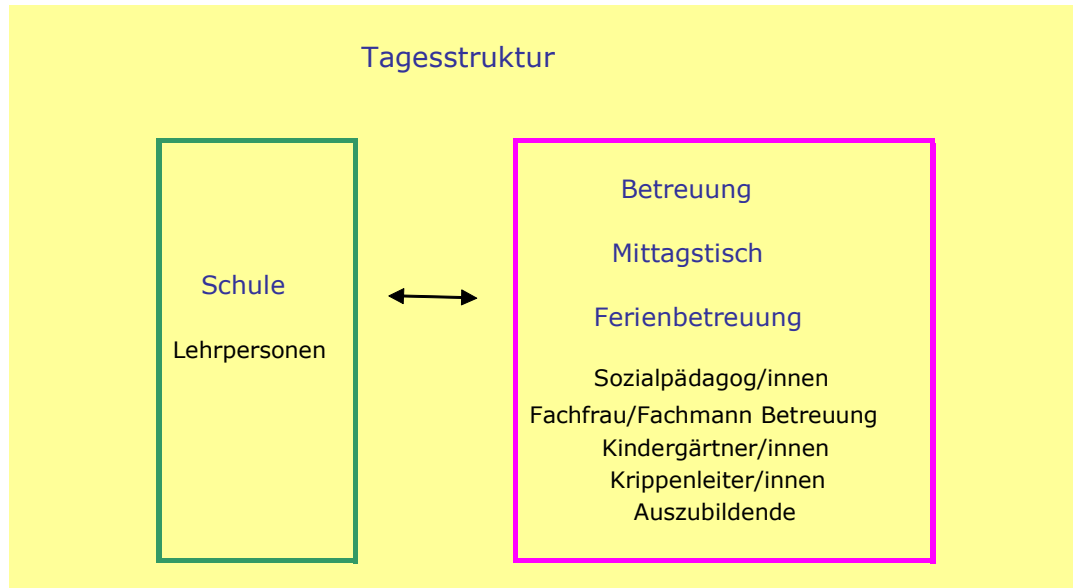 Tagesstruktur
Schule
Lehrpersonen
Betreuung
Mittagstisch
Ferienbetreuung
Sozialpädagog/innen
Fachfrau/Fachmann Betreuung
Kindergärtner/innen
Krippenleiter/innen
Auszubildende